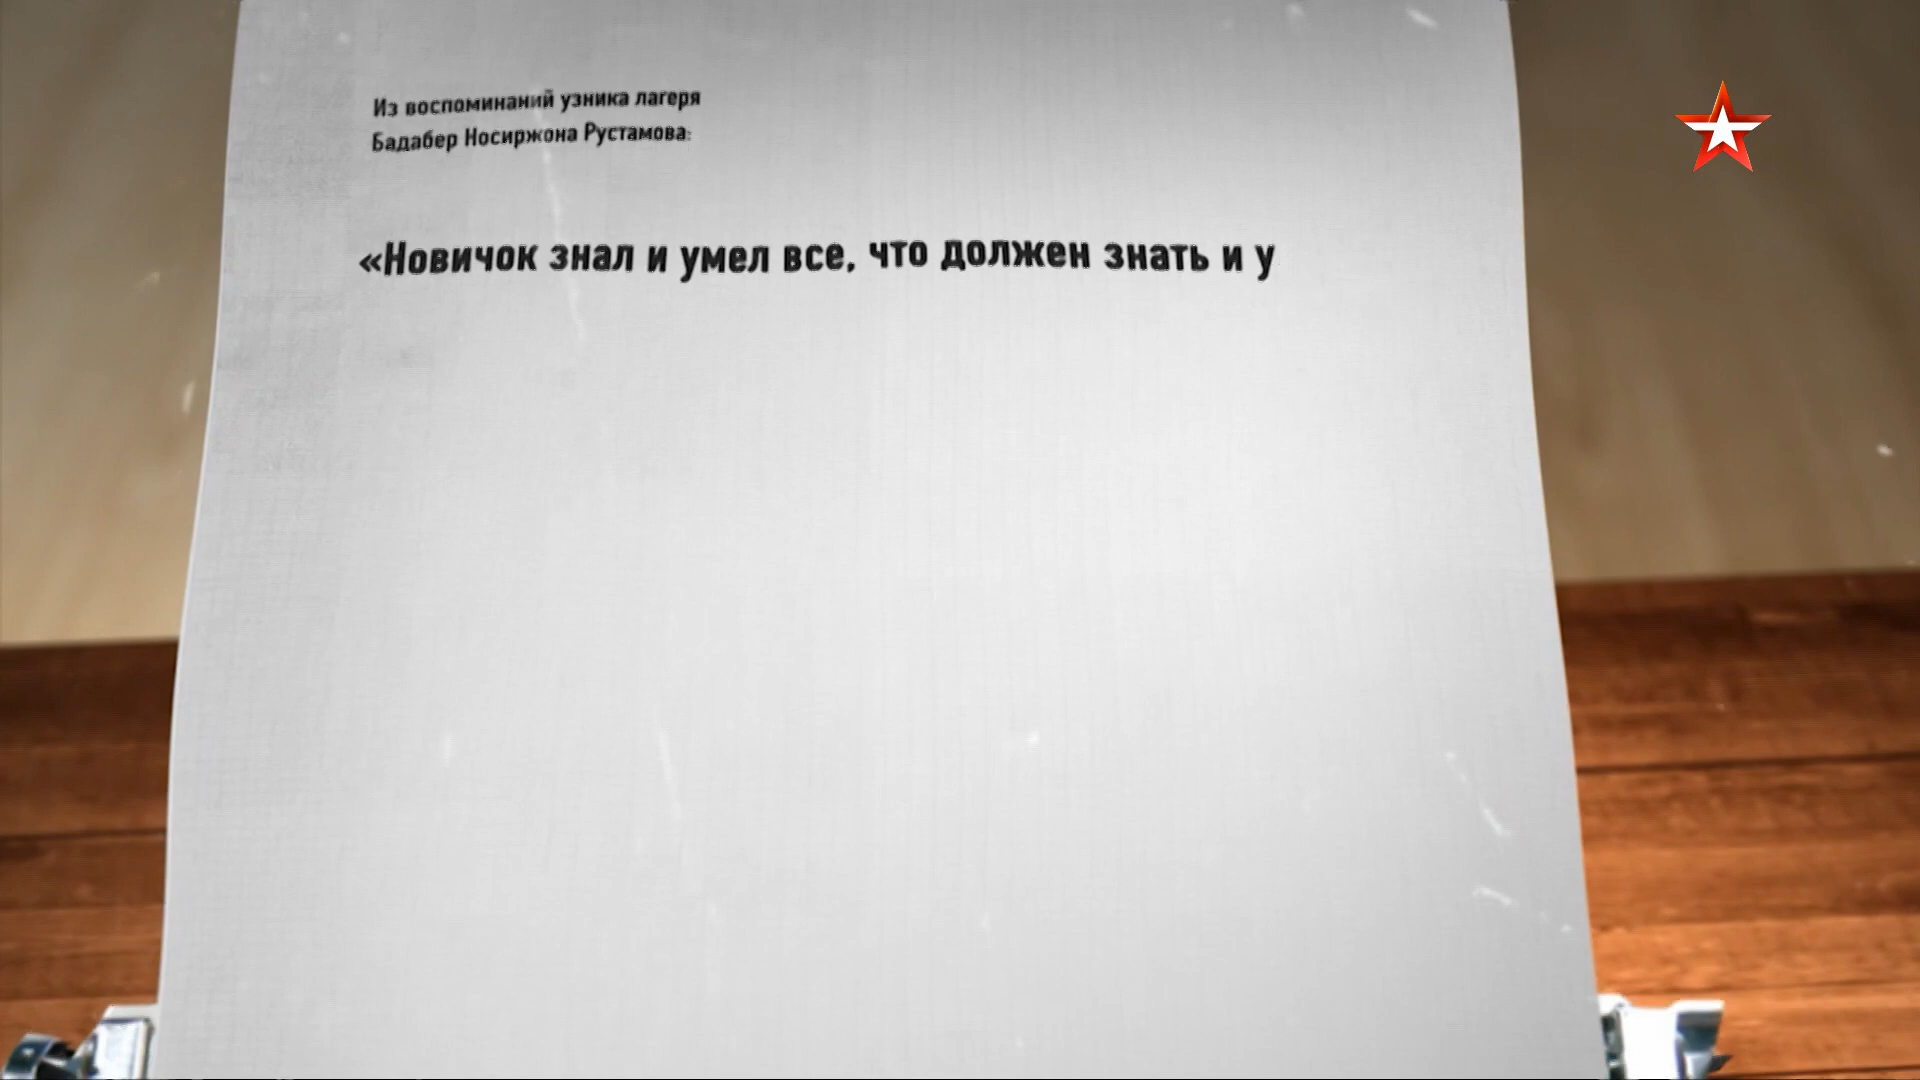 Из воспоминаний узника лагеря
Бадабер Носиржона Рустамова:
«Новичок знал и умел все, что должен знать и у